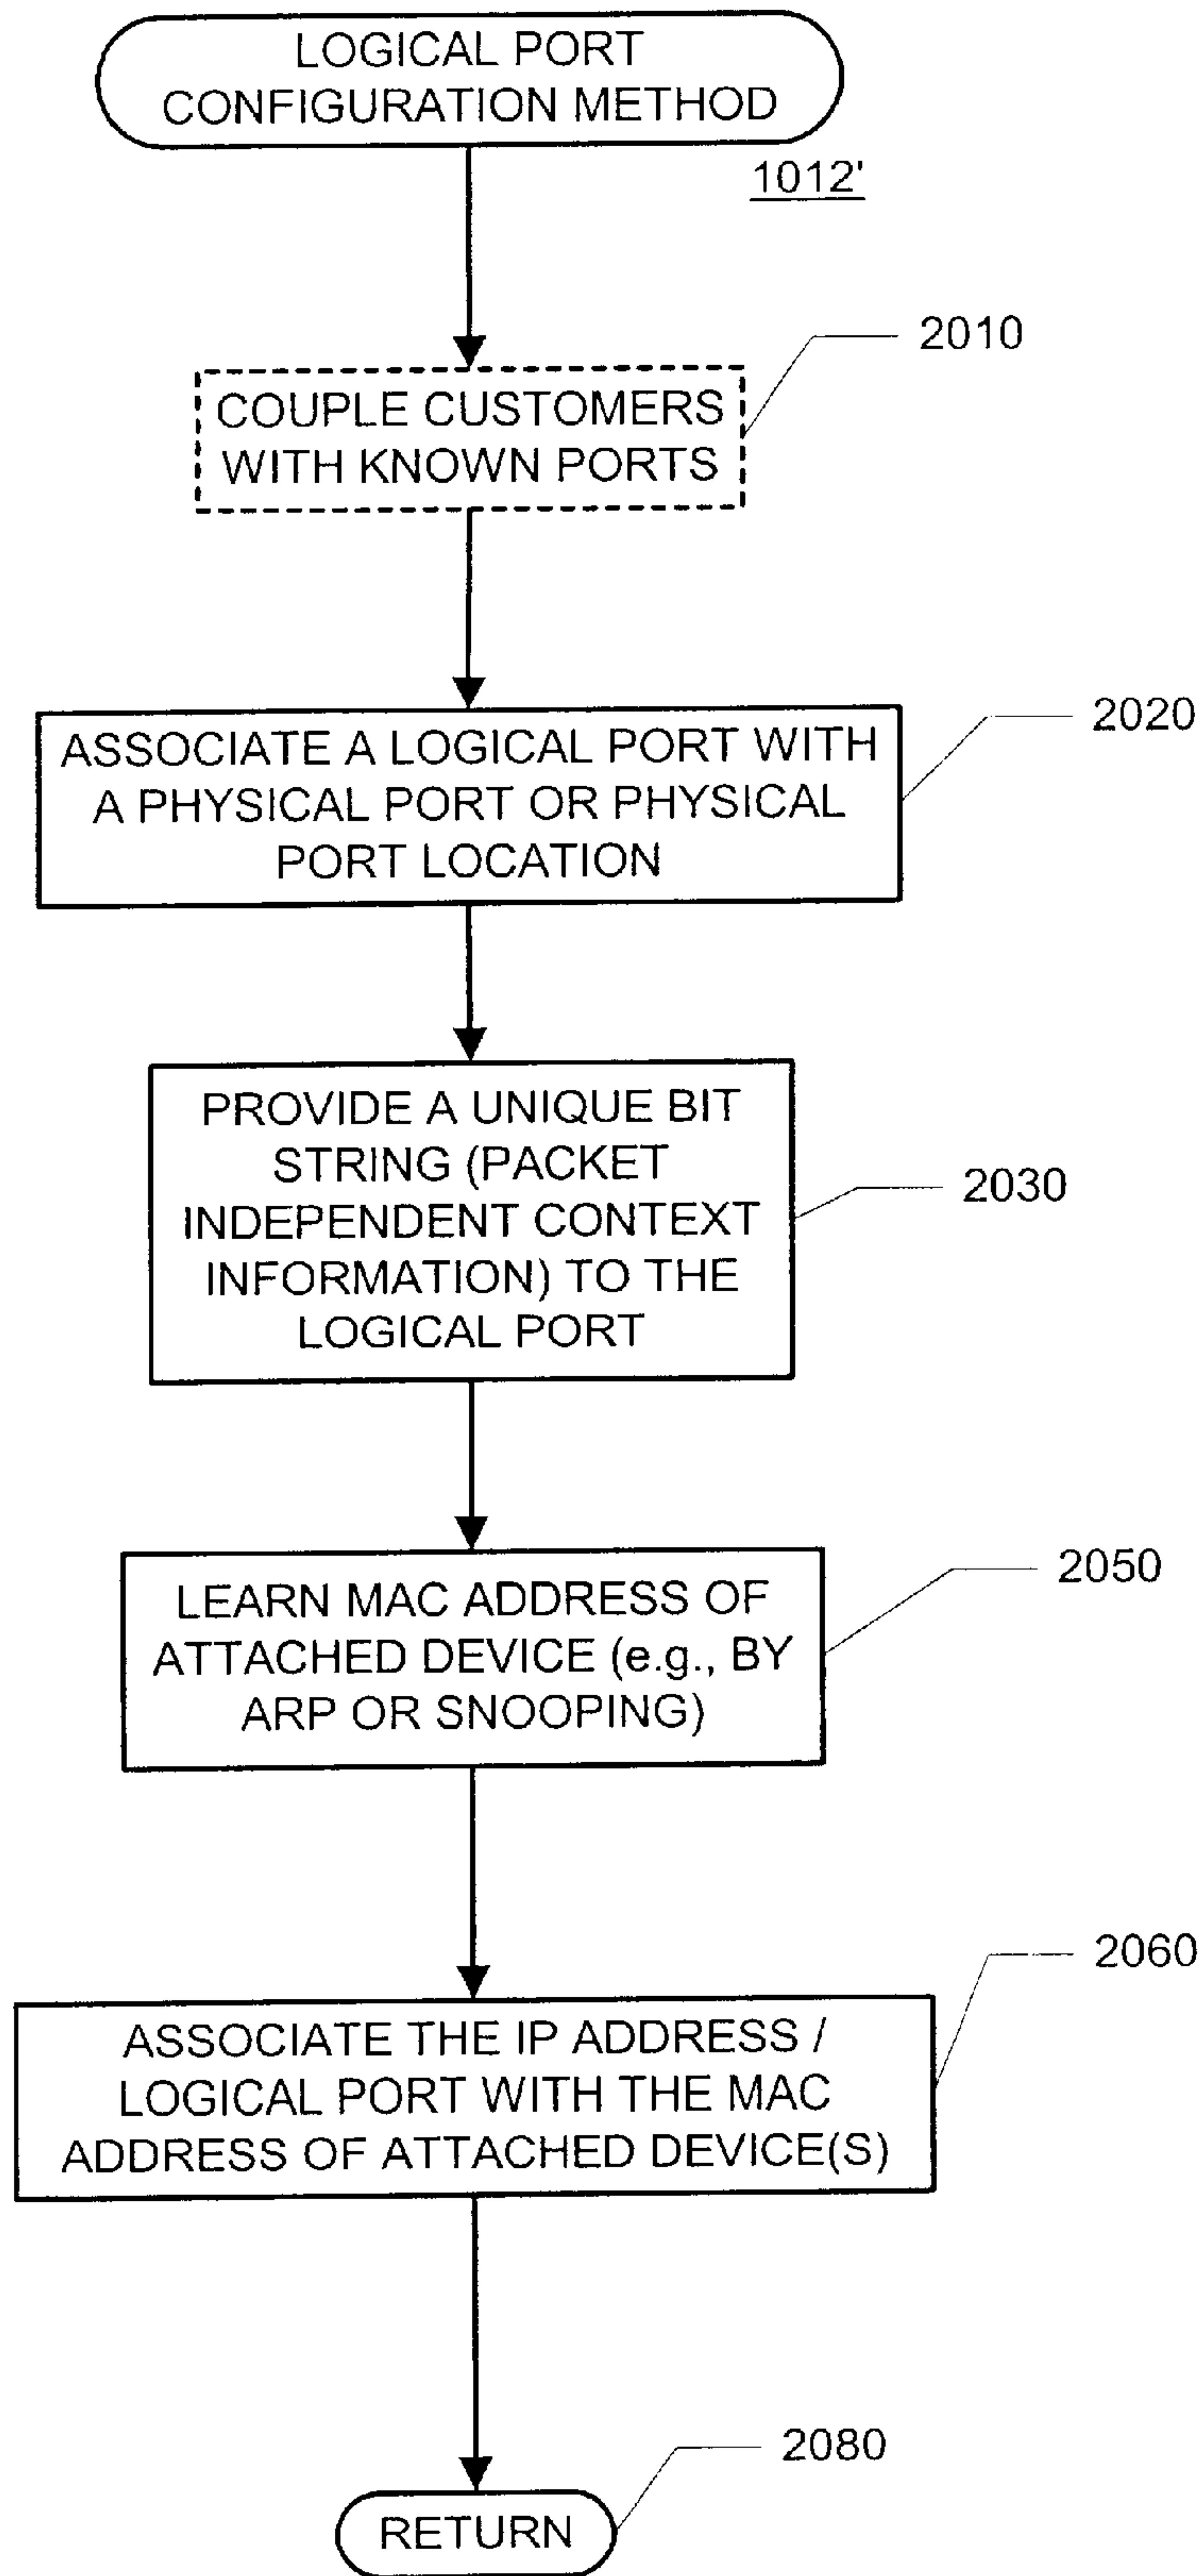 LOGICAL PORT
CONFIGURATION METHOD
1012'
2010
COUPLE CUSTOMERS
WITH KNOWN PORTS
2020
ASSOCIATE A LOGICAL PORT WITH
A PHYSICAL PORT OR PHYSICAL
PORT LOCATION
PROVIDE A UNIQUE BIT
STRING (PACKET
INDEPENDENT CONTEXT
INFORMATION) TO THE
LOGICAL PORT
2030
2050
LEARN MAC ADDRESS OF
ATTACHED DEVICE (e.g., BY
ARP OR SNOOPING)
2060
ASSOCIATE THE IP ADDRESS /
LOGICAL PORT WITH THE MAC
ADDRESS OF ATTACHED DEVICE(S)
2080
RETURN